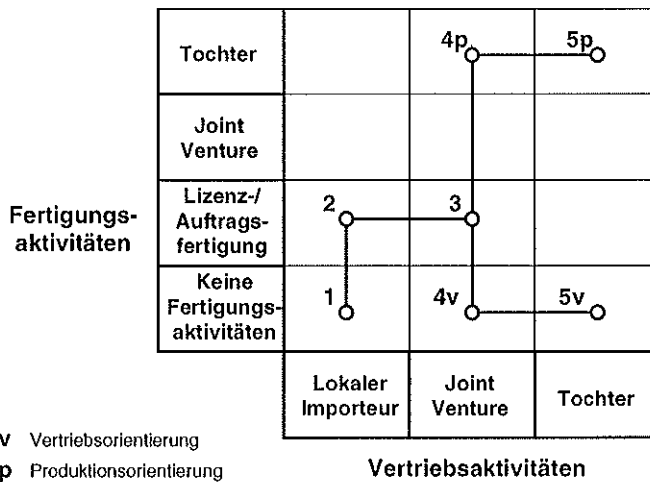 Tochter
4p
5p
Joint
Venture
Fertigungs-
aktivitäten
Lizenz-/
Auftrags-
fertigung
2
3
Keine
Fertigungs-
aktivitäten
1
4v
5v
Lokaler
Importeur
Joint
Venture
Tochter
v Vertriebsorientierung
p Produktionsorientierung
Vertriebsaktivitäten